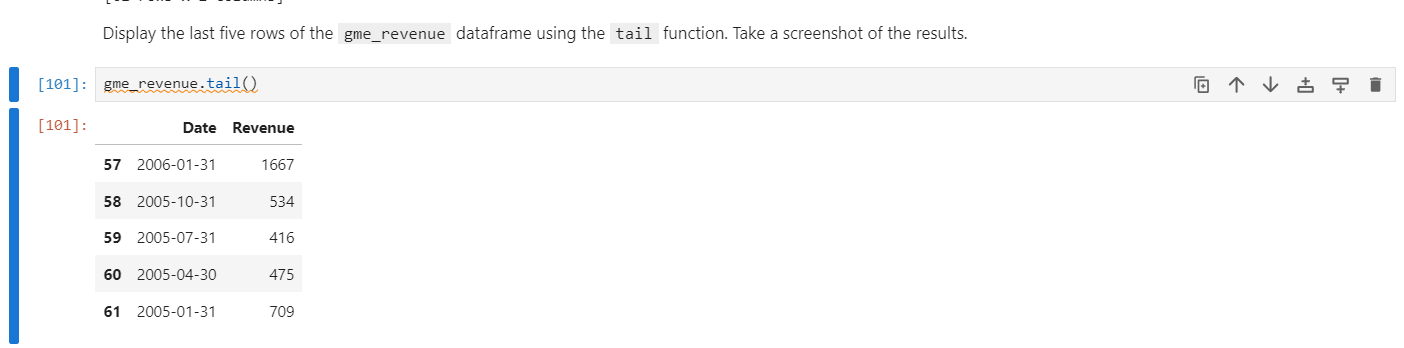 Display the last five rows of the gme_revenue dataframe using the tail function. Take a screenshot of the results.
[101]: gme_revenue.tail()
[101]:
Date Revenue
57 2006-01-31 1667
58 2005-10-31 534
59 2005-07-31 416
60 2005-04-30 475
61 2005-01-31 709